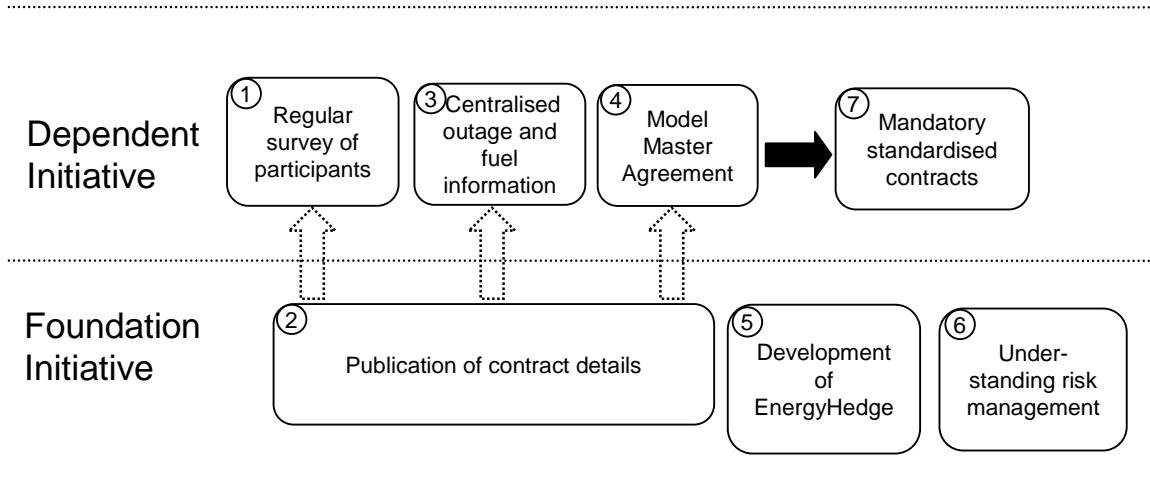 Dependent
Initiative
1
Regular
survey of
participants
3
Centralised
outage and
fuel
information
4
Model
Master
Agreement
7
Mandatory
standardised
contracts
Foundation
Initiative
2
Publication of contract details
5
Development
of
EnergyHedge
6
Under-
standing risk
management